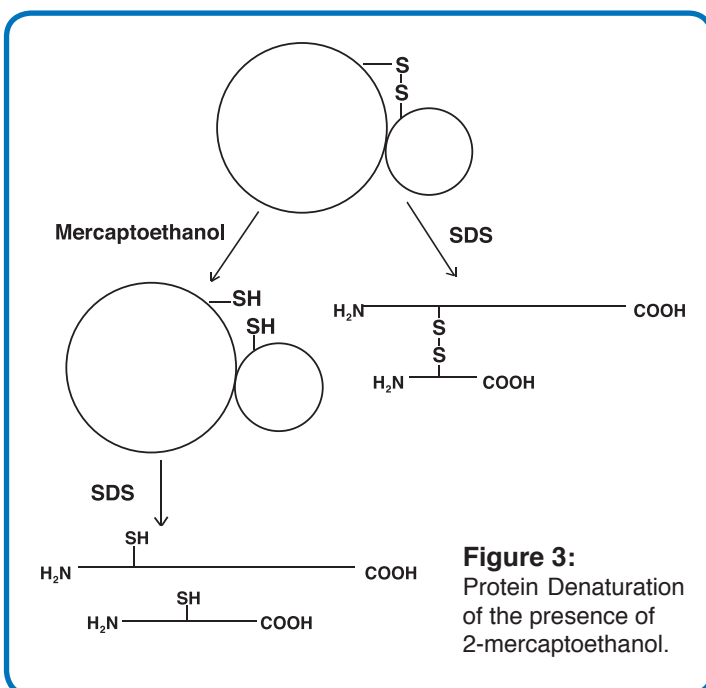 S
S
Mercaptoethanol
SDS
SH
SH
H₂N COOH
S
S
H₂N COOH
SDS
SH
H₂N COOH
SH
H₂N COOH
Figure 3:
Protein Denaturation
of the presence of
2-mercaptoethanol.